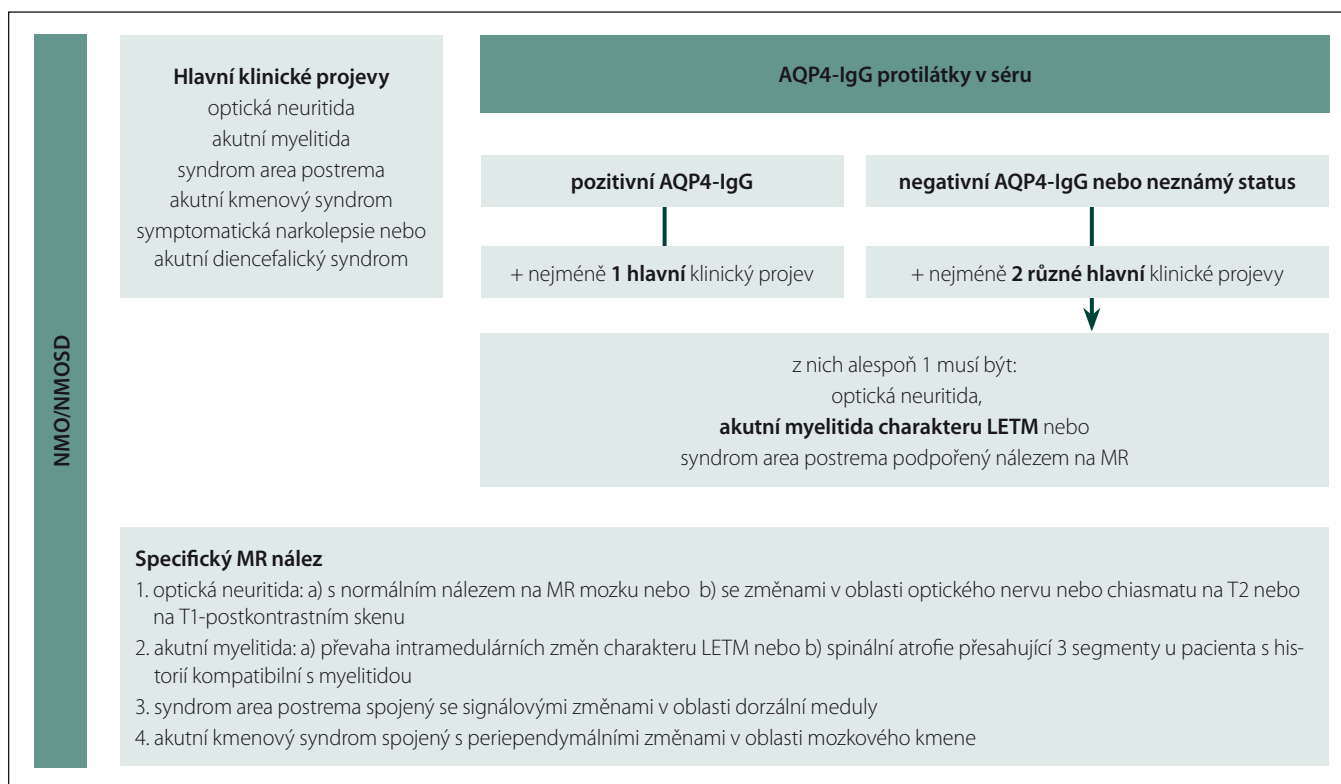 NMO/NMOSD
Hlavní klinické projevy
optická neuritida
akutní myelitida
syndrom area postrema
akutní kmenový syndrom
symptomatická narkolepsie nebo
akutní diencefalický syndrom
AQP4-IgG protilátky v séru
pozitivní AQP4-IgG
negativní AQP4-IgG nebo neznámý status
+ nejméně 1 hlavní klinický projev
+ nejméně 2 různé hlavní klinické projevy
z nich alespoň 1 musí být:
optická neuritida,
akutní myelitida charakteru LETM nebo
syndrom area postrema podpořený nálezem na MR
Specifický MR nález
1. optická neuritida: a) s normálním nálezem na MR mozku nebo b) se změnami v oblasti optického nervu nebo chiasmatu na T2 nebo
na T1-postkontrastním skenu
2. akutní myelitida: a) převaha intramedulárních změn charakteru LETM nebo b) spinální atrofie přesahující 3 segmenty u pacienta s his-
torií kompatibilní s myelitidou
3. syndrom area postrema spojený se signálovými změnami v oblasti dorzální meduly
4. akutní kmenový syndrom spojený s periependymálními změnami v oblasti mozkového kmene